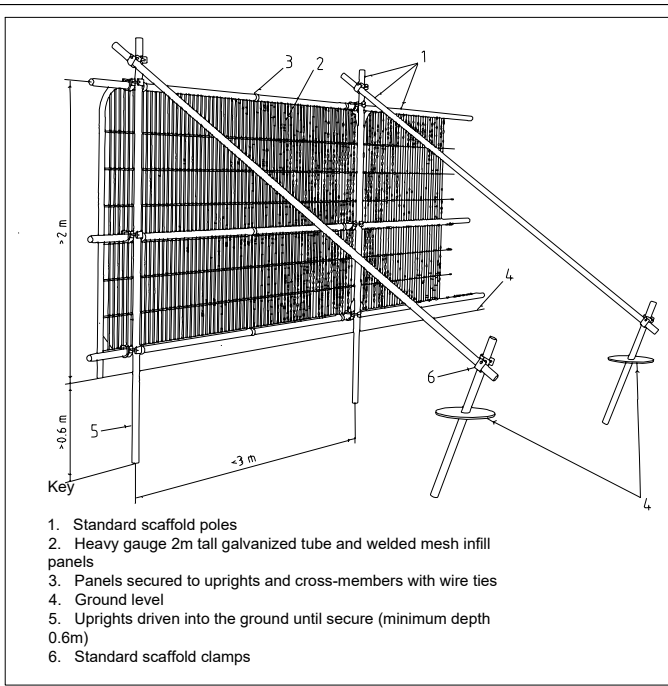 3
2
1
>2 m
4
6
5
>0.6 m
<3 m
4
Key
1. Standard scaffold poles
2. Heavy gauge 2m tall galvanized tube and welded mesh infill
panels
3. Panels secured to uprights and cross-members with wire ties
4. Ground level
5. Uprights driven into the ground until secure (minimum depth
0.6m)
6. Standard scaffold clamps